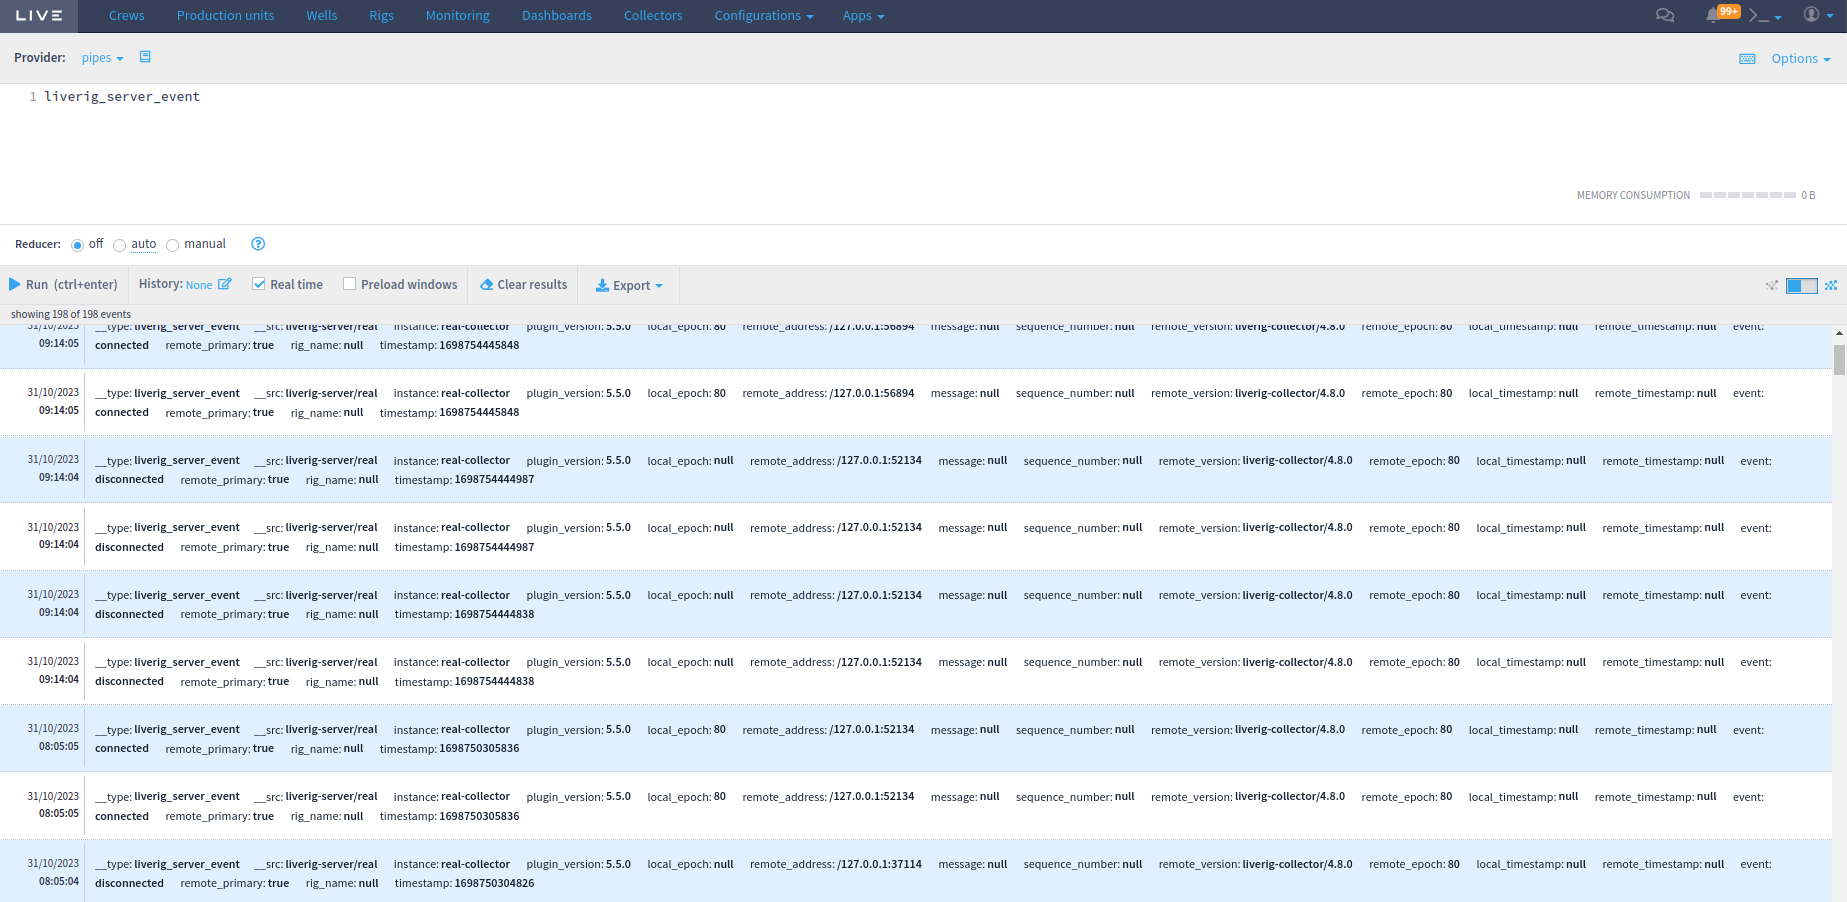 LIVE Crews Production units Wells Rigs Monitoring Dashboards Collectors Configurations Apps 99+
Provider: pipes Options
1 liverig_server_event
MEMORY CONSUMPTION 0 B
Reducer: off auto manual
Run (ctrl+enter) History: None Real time Preload windows Clear results Export
showing 198 of 198 events
31/10/2023 __type: liverig_server_event __src: liverig-server/real instance: real-collector plugin_version: 5.5.0 local_epoch: 80 remote_address: /127.0.0.1:56894 message: null sequence_number: null remote_version: liverig-collector/4.8.0 remote_epoch: 80 local_timestamp: null remote_timestamp: null event:
09:14:05 connected remote_primary: true rig_name: null timestamp: 1698754445848
31/10/2023 __type: liverig_server_event __src: liverig-server/real instance: real-collector plugin_version: 5.5.0 local_epoch: 80 remote_address: /127.0.0.1:56894 message: null sequence_number: null remote_version: liverig-collector/4.8.0 remote_epoch: 80 local_timestamp: null remote_timestamp: null event:
09:14:05 connected remote_primary: true rig_name: null timestamp: 1698754445848
31/10/2023 __type: liverig_server_event __src: liverig-server/real instance: real-collector plugin_version: 5.5.0 local_epoch: null remote_address: /127.0.0.1:52134 message: null sequence_number: null remote_version: liverig-collector/4.8.0 remote_epoch: 80 local_timestamp: null remote_timestamp: null event:
09:14:04 disconnected remote_primary: true rig_name: null timestamp: 1698754444987
31/10/2023 __type: liverig_server_event __src: liverig-server/real instance: real-collector plugin_version: 5.5.0 local_epoch: null remote_address: /127.0.0.1:52134 message: null sequence_number: null remote_version: liverig-collector/4.8.0 remote_epoch: 80 local_timestamp: null remote_timestamp: null event:
09:14:04 disconnected remote_primary: true rig_name: null timestamp: 1698754444987
31/10/2023 __type: liverig_server_event __src: liverig-server/real instance: real-collector plugin_version: 5.5.0 local_epoch: null remote_address: /127.0.0.1:52134 message: null sequence_number: null remote_version: liverig-collector/4.8.0 remote_epoch: 80 local_timestamp: null remote_timestamp: null event:
09:14:04 disconnected remote_primary: true rig_name: null timestamp: 1698754444838
31/10/2023 __type: liverig_server_event __src: liverig-server/real instance: real-collector plugin_version: 5.5.0 local_epoch: null remote_address: /127.0.0.1:52134 message: null sequence_number: null remote_version: liverig-collector/4.8.0 remote_epoch: 80 local_timestamp: null remote_timestamp: null event:
09:14:04 disconnected remote_primary: true rig_name: null timestamp: 1698754444838
31/10/2023 __type: liverig_server_event __src: liverig-server/real instance: real-collector plugin_version: 5.5.0 local_epoch: 80 remote_address: /127.0.0.1:52134 message: null sequence_number: null remote_version: liverig-collector/4.8.0 remote_epoch: 80 local_timestamp: null remote_timestamp: null event:
08:05:05 connected remote_primary: true rig_name: null timestamp: 1698750305836
31/10/2023 __type: liverig_server_event __src: liverig-server/real instance: real-collector plugin_version: 5.5.0 local_epoch: 80 remote_address: /127.0.0.1:52134 message: null sequence_number: null remote_version: liverig-collector/4.8.0 remote_epoch: 80 local_timestamp: null remote_timestamp: null event:
08:05:05 connected remote_primary: true rig_name: null timestamp: 1698750305836
31/10/2023 __type: liverig_server_event __src: liverig-server/real instance: real-collector plugin_version: 5.5.0 local_epoch: null remote_address: /127.0.0.1:37114 message: null sequence_number: null remote_version: liverig-collector/4.8.0 remote_epoch: 80 local_timestamp: null remote_timestamp: null event:
08:05:04 disconnected remote_primary: true rig_name: null timestamp: 1698750304826